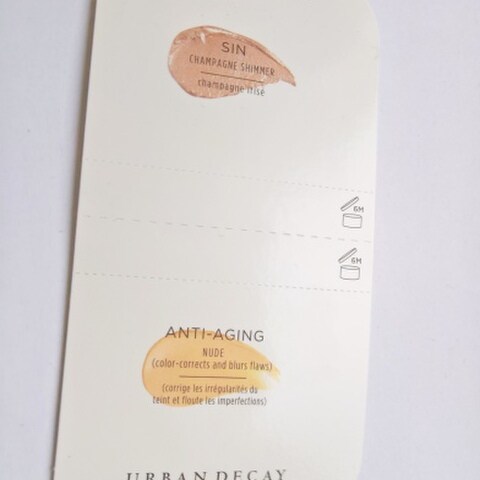 SIN
CHAMPAGNE SHIMMER
champagne irisé
6M
6M
ANTI-AGING
NUDE
(color-corrects and blurs flaws)
(corrige les irrégularités du
teint et floute les imperfections)
URBAN DECAY